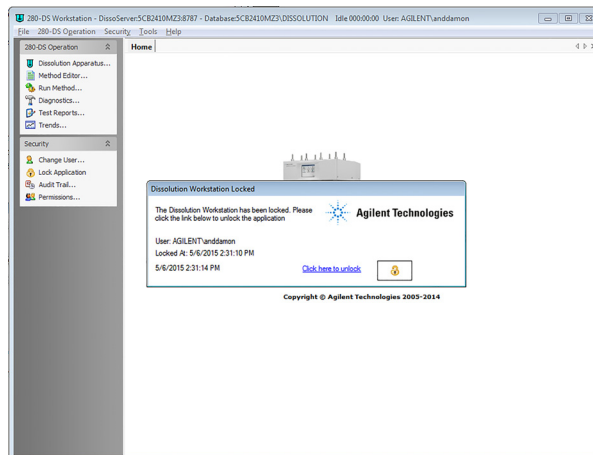 280-DS Workstation - DissoServer:5CB2410MZ3:8787 - Database:5CB2410MZ3\DISSOLUTION Idle 000:00:00 User: AGILENT\anddamon
File 280-DS Operation Security Tools Help
280-DS Operation
Dissolution Apparatus...
Method Editor...
Run Method...
Diagnostics...
Test Reports...
Trends...
Security
Change User...
Lock Application
Audit Trail...
Permissions...
Home
Dissolution Workstation Locked
The Dissolution Workstation has been locked. Please
click the link below to unlock the application
Agilent Technologies
User: AGILENT\anddamon
Locked At: 5/6/2015 2:31:10 PM
5/6/2015 2:31:14 PM
Click here to unlock
Copyright © Agilent Technologies 2005-2014